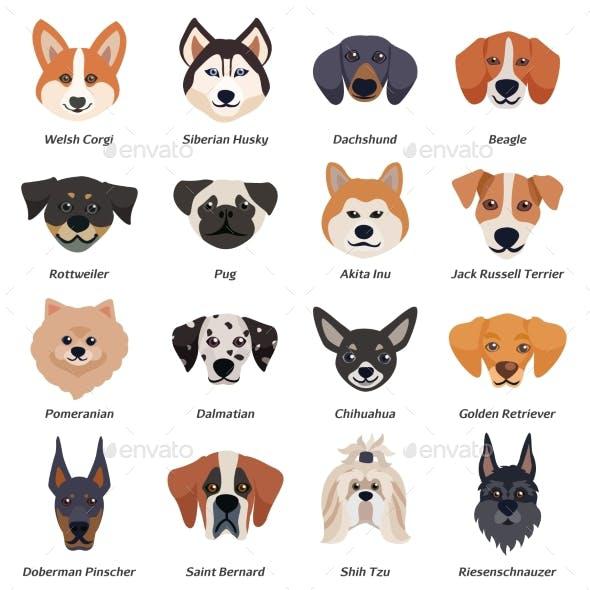 Welsh Corgi Siberian Husky Dachshund Beagle
envato envato
Rottweiler Pug Akita Inu Jack Russell Terrier
Pomeranian Dalmatian Chihuahua Golden Retriever
envato envato
Doberman Pinscher Saint Bernard Shih Tzu Riesenschnauzer